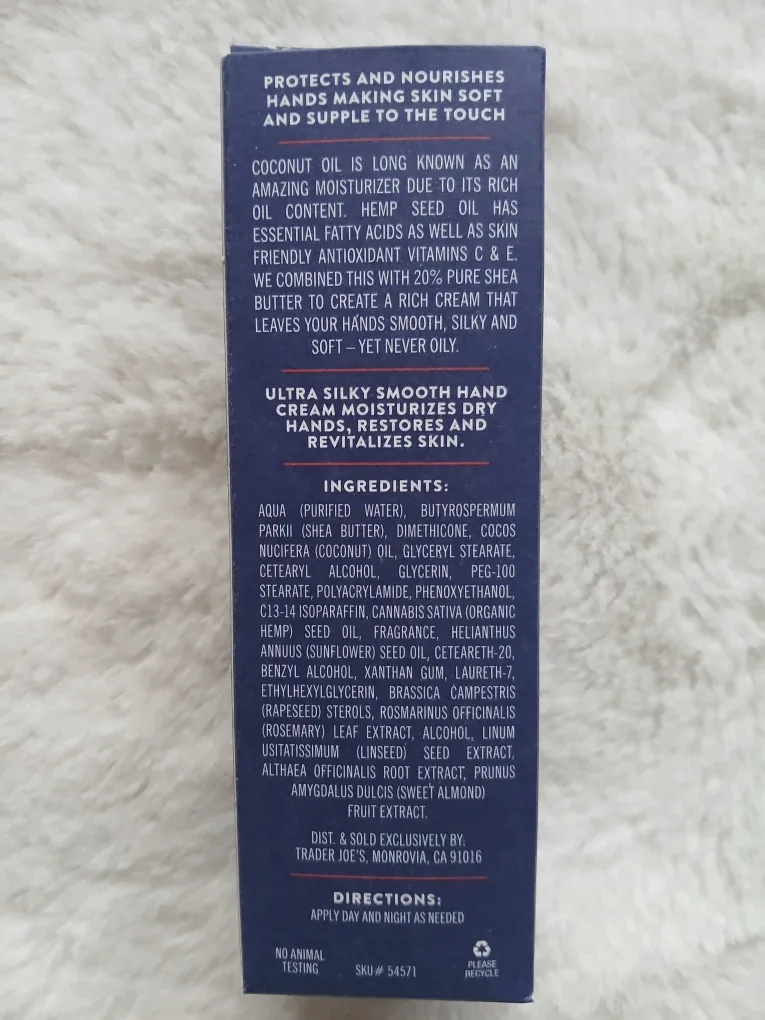 PROTECTS AND NOURISHES
HANDS MAKING SKIN SOFT
AND SUPPLE TO THE TOUCH
COCONUT OIL IS LONG KNOWN AS AN
AMAZING MOISTURIZER DUE TO ITS RICH
OIL CONTENT. HEMP SEED OIL HAS
ESSENTIAL FATTY ACIDS AS WELL AS SKIN
FRIENDLY ANTIOXIDANT VITAMINS C & E.
WE COMBINED THIS WITH 20% PURE SHEA
BUTTER TO CREATE A RICH CREAM THAT
LEAVES YOUR HANDS SMOOTH, SILKY AND
SOFT – YET NEVER OILY.
ULTRA SILKY SMOOTH HAND
CREAM MOISTURIZES DRY
HANDS, RESTORES AND
REVITALIZES SKIN.
INGREDIENTS:
AQUA (PURIFIED WATER), BUTYROSPERMUM
PARKII (SHEA BUTTER), DIMETHICONE, COCOS
NUCIFERA (COCONUT) OIL, GLYCERYL STEARATE,
CETEARYL ALCOHOL, GLYCERIN, PEG-100
STEARATE, POLYACRYLAMIDE, PHENOXYETHANOL,
C13-14 ISOPARAFFIN, CANNABIS SATIVA (ORGANIC
HEMP) SEED OIL, FRAGRANCE, HELIANTHUS
ANNUUS (SUNFLOWER) SEED OIL, CETEARETH-20,
BENZYL ALCOHOL, XANTHAN GUM, LAURETH-7,
ETHYLHEXYLGLYCERIN, BRASSICA CAMPESTRIS
(RAPESEED) STEROLS, ROSMARINUS OFFICINALIS
(ROSEMARY) LEAF EXTRACT, ALCOHOL, LINUM
USITATISSIMUM (LINSEED) SEED EXTRACT,
ALTHAEA OFFICINALIS ROOT EXTRACT, PRUNUS
AMYGDALUS DULCIS (SWEET ALMOND)
FRUIT EXTRACT.
DIST. & SOLD EXCLUSIVELY BY:
TRADER JOE'S, MONROVIA, CA 91016
DIRECTIONS:
APPLY DAY AND NIGHT AS NEEDED
NO ANIMAL
TESTING
SKU# 54571
PLEASE
RECYCLE